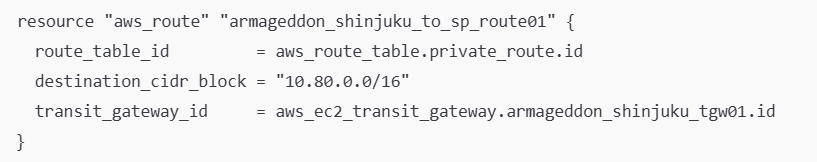 resource "aws_route" "armageddon_shinjuku_to_sp_route01" {
  route_table_id         = aws_route_table.private_route.id
  destination_cidr_block = "10.80.0.0/16"
  transit_gateway_id     = aws_ec2_transit_gateway.armageddon_shinjuku_tgw01.id
}